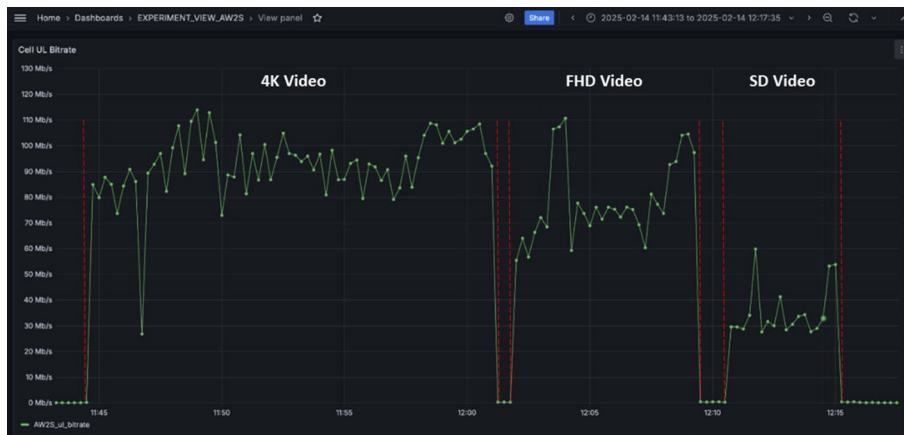 Home › Dashboards › EXPERIMENT_VIEW_AW2S › View panel
Share
2025-02-14 11:43:13 to 2025-02-14 12:17:35
Cell UL Bitrate
130 Mb/s
120 Mb/s
110 Mb/s
100 Mb/s
90 Mb/s
80 Mb/s
70 Mb/s
60 Mb/s
50 Mb/s
40 Mb/s
30 Mb/s
20 Mb/s
10 Mb/s
0 Mb/s
4K Video
FHD Video
SD Video
11:45
11:50
11:55
12:00
12:05
12:10
12:15
AW2S_ul_bitrate